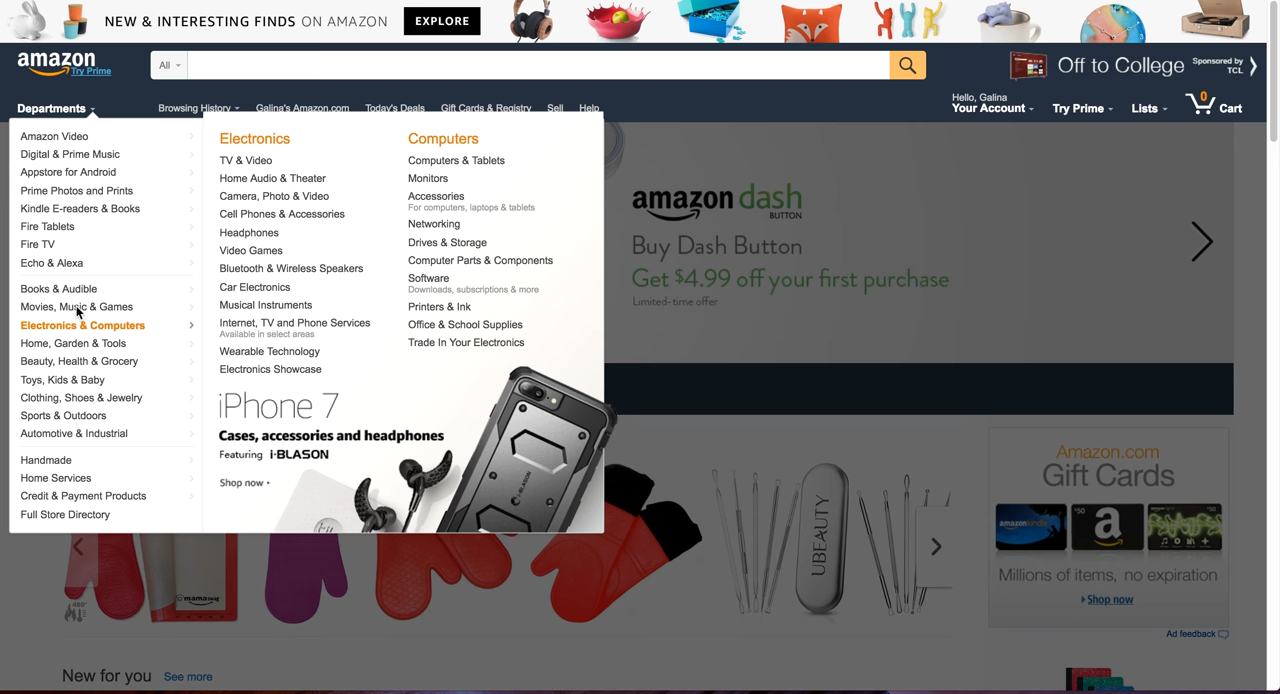 NEW & INTERESTING FINDS ON AMAZON EXPLORE
amazon
Try Prime
All
Off to College
Sponsored by
TCL
Departments
Browsing History
Galina's Amazon.com
Today's Deals
Gift Cards & Registry
Sell
Help
Hello, Galina
Your Account
Try Prime
Lists
0
Cart
Amazon Video
Digital & Prime Music
Appstore for Android
Prime Photos and Prints
Kindle E-readers & Books
Fire Tablets
Fire TV
Echo & Alexa
Books & Audible
Movies, Music & Games
Electronics & Computers
Home, Garden & Tools
Beauty, Health & Grocery
Toys, Kids & Baby
Clothing, Shoes & Jewelry
Sports & Outdoors
Automotive & Industrial
Handmade
Home Services
Credit & Payment Products
Full Store Directory
Electronics
TV & Video
Home Audio & Theater
Camera, Photo & Video
Cell Phones & Accessories
Headphones
Video Games
Bluetooth & Wireless Speakers
Car Electronics
Musical Instruments
Internet, TV and Phone Services
Available in select areas
Wearable Technology
Electronics Showcase
Computers
Computers & Tablets
Monitors
Accessories
For computers, laptops & tablets
Networking
Drives & Storage
Computer Parts & Components
Software
Downloads, subscriptions & more
Printers & Ink
Office & School Supplies
Trade In Your Electronics
iPhone 7
Cases, accessories and headphones
Featuring i-BLASON
Shop now
i-BLASON
amazon dash
BUTTON
Buy Dash Button
Get $4.99 off your first purchase
Limited-time offer
UBEAUTY
Amazon.com
Gift Cards
amazonkindle
$50
a
$50
Millions of items, no expiration
Shop now
Ad feedback
New for you See more